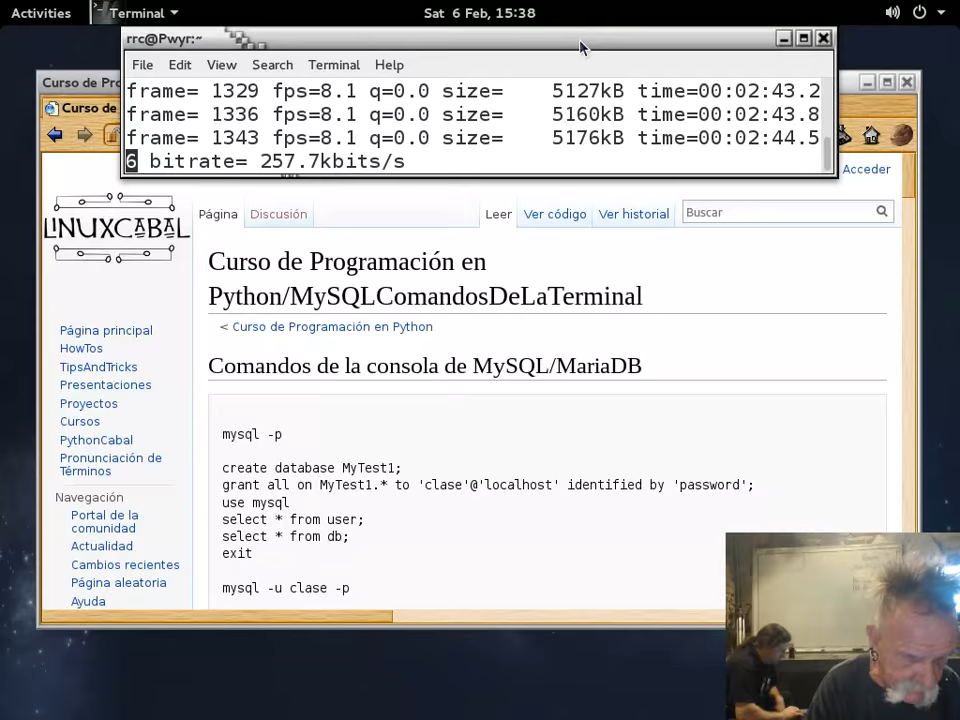 Activities
Terminal
Sat 6 Feb, 15:38
rrc@Pwyr:~
File Edit View Search Terminal Help
frame= 1329 fps=8.1 q=0.0 size= 5127kB time=00:02:43.2
frame= 1336 fps=8.1 q=0.0 size= 5160kB time=00:02:43.8
frame= 1343 fps=8.1 q=0.0 size= 5176kB time=00:02:44.5
6 bitrate= 257.7kbits/s
Curso de Pro
Curso de
Acceder
LINUXCABAL
Página Discusión Leer Ver código Ver historial Buscar
Curso de Programación en
Python/MySQLComandosDeLaTerminal
< Curso de Programación en Python
Comandos de la consola de MySQL/MariaDB
mysql -p
create database MyTest1;
grant all on MyTest1.* to 'clase'@'localhost' identified by 'password';
use mysql
select * from user;
select * from db;
exit
mysql -u clase -p
Página principal
HowTos
TipsAndTricks
Presentaciones
Proyectos
Cursos
PythonCabal
Pronunciación de
Términos
Navegación
Portal de la
comunidad
Actualidad
Cambios recientes
Página aleatoria
Ayuda